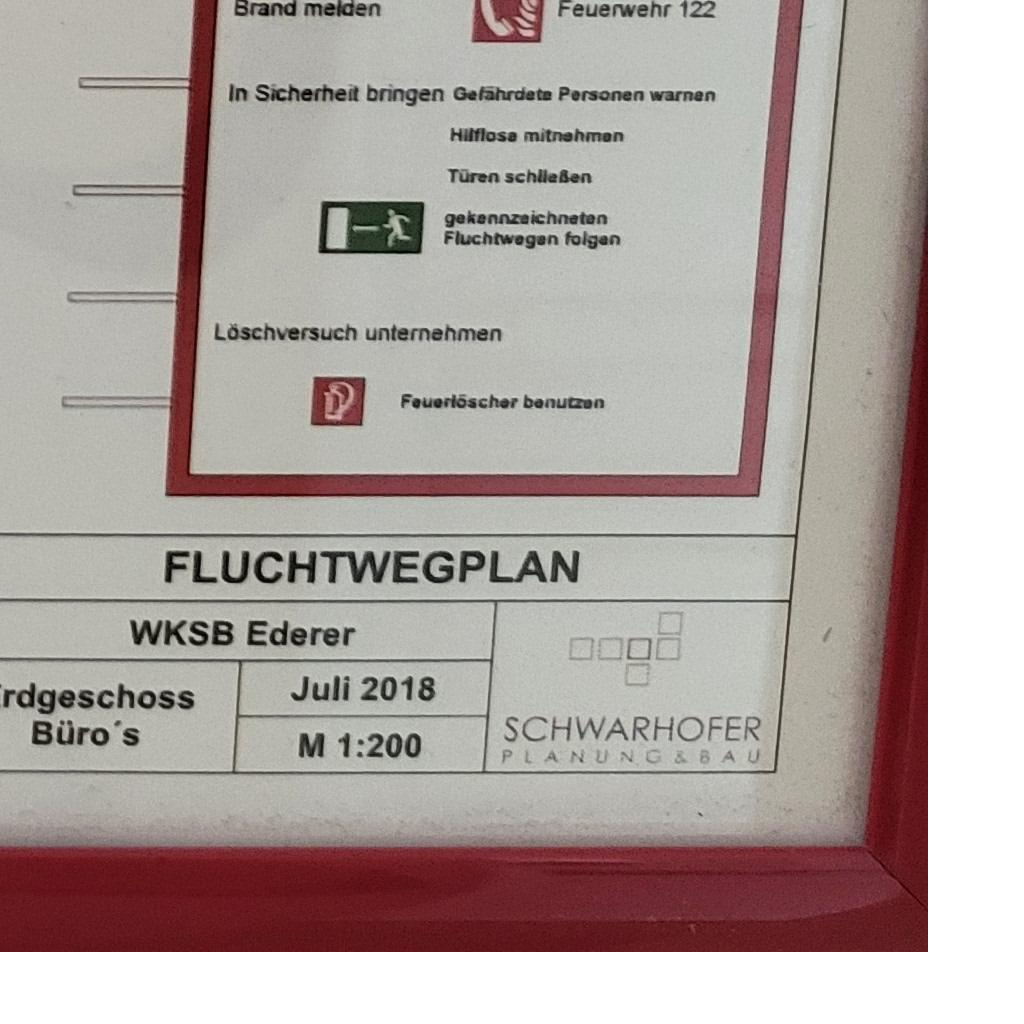 Brand melden Feuerwehr 122
In Sicherheit bringen Gefährdete Personen warnen
Hilflose mitnehmen
Türen schließen
gekennzeichneten
Fluchtwegen folgen
Löschversuch unternehmen
Feuerlöscher benutzen
FLUCHTWEGPLAN
WKSB Ederer
rdgeschoss
Büro´s
Juli 2018
M 1:200
SCHWARHOFER
PLANUNG&BAU